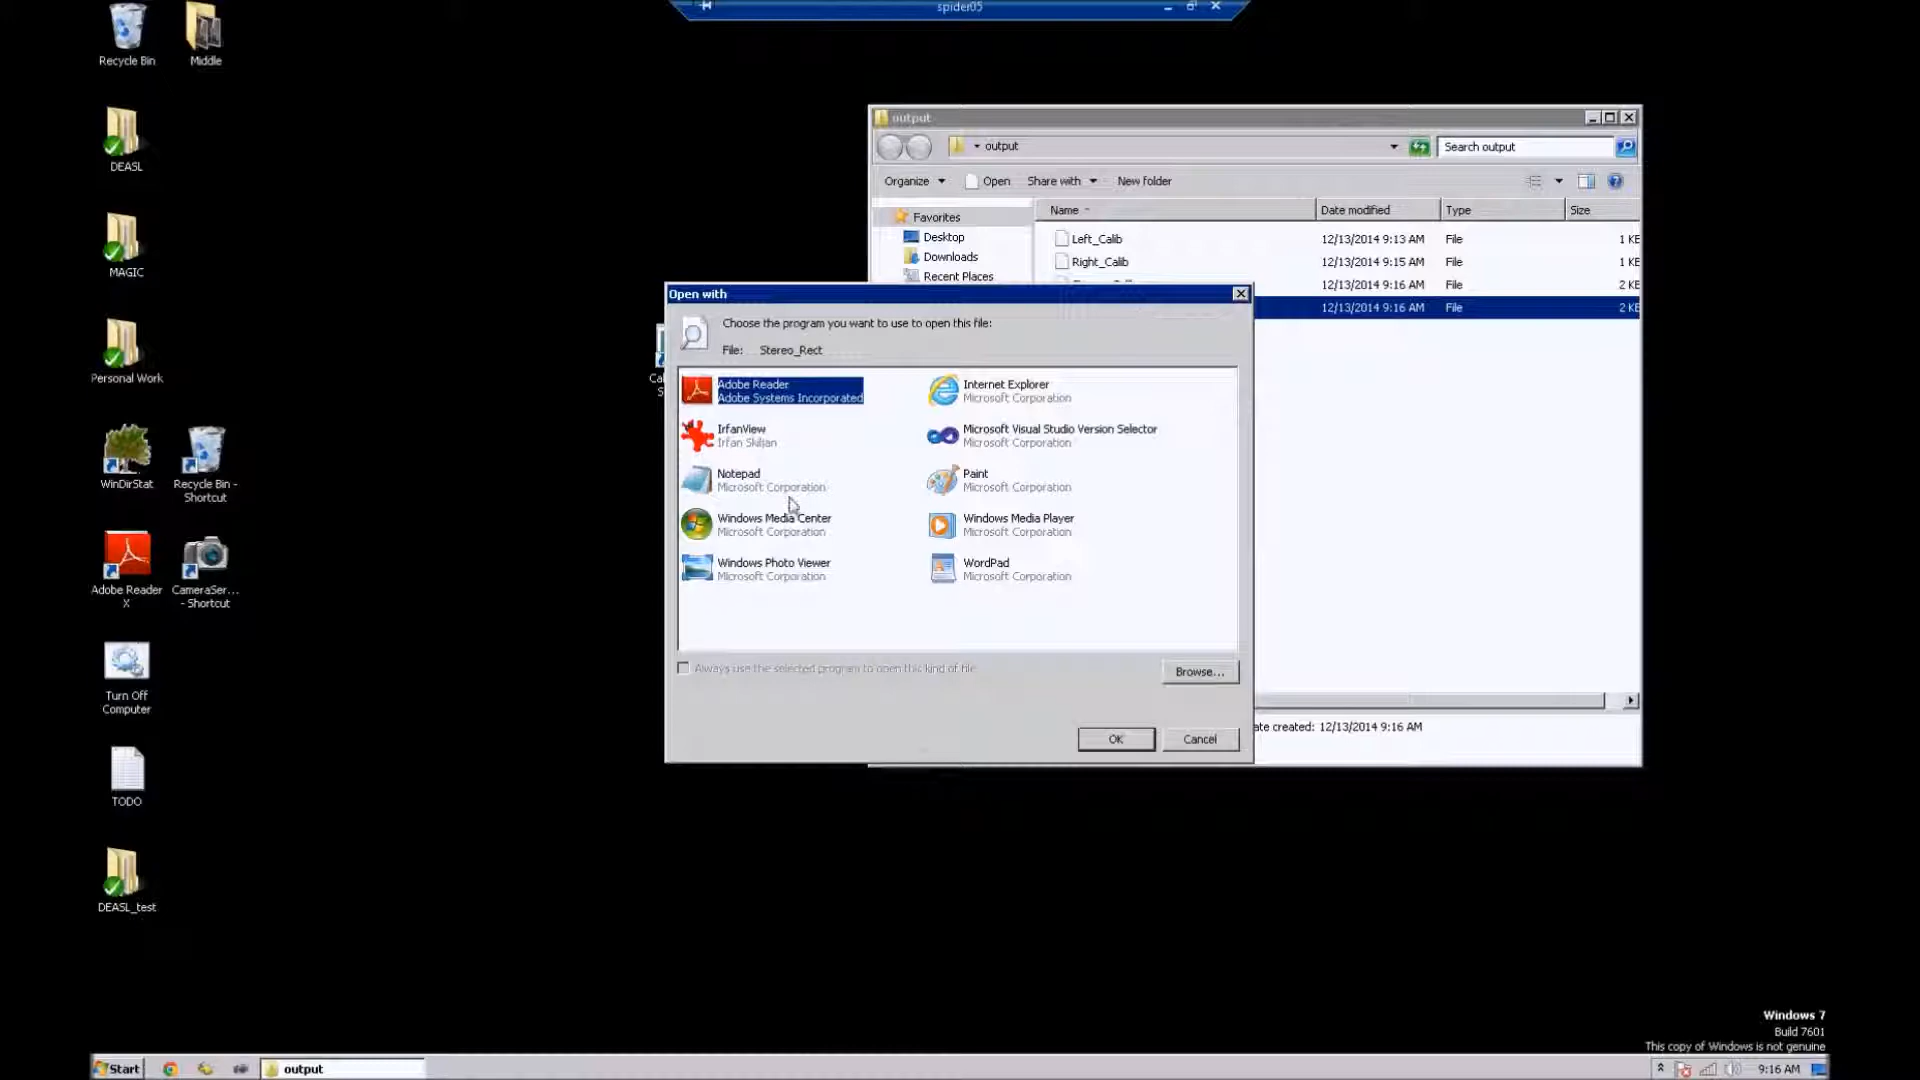 spider05
Recycle Bin
Middle
DEASL
MAGIC
Personal Work
WinDirStat
Recycle Bin -
Shortcut
Adobe Reader
X
CameraSer...
- Shortcut
Turn Off
Computer
TODO
DEASL_test
output
output
Search output
Organize
Open
Share with
New folder
Name
Date modified
Type
Size
Favorites
Desktop
Downloads
Recent Places
Left_Calib 12/13/2014 9:13 AM File 1 KE
Right_Calib 12/13/2014 9:15 AM File 1 KE
12/13/2014 9:16 AM File 2 KE
12/13/2014 9:16 AM File 2 KE
ate created: 12/13/2014 9:16 AM
Open with
Choose the program you want to use to open this file:
File: Stereo_Rect
Adobe Reader
Adobe Systems Incorporated
Internet Explorer
Microsoft Corporation
IrfanView
Irfan Skiljan
Microsoft Visual Studio Version Selector
Microsoft Corporation
Notepad
Microsoft Corporation
Paint
Microsoft Corporation
Windows Media Center
Microsoft Corporation
Windows Media Player
Microsoft Corporation
Windows Photo Viewer
Microsoft Corporation
WordPad
Microsoft Corporation
Always use the selected program to open this kind of file
Browse...
OK
Cancel
Windows 7
Build 7601
This copy of Windows is not genuine
Start
output
9:16 AM